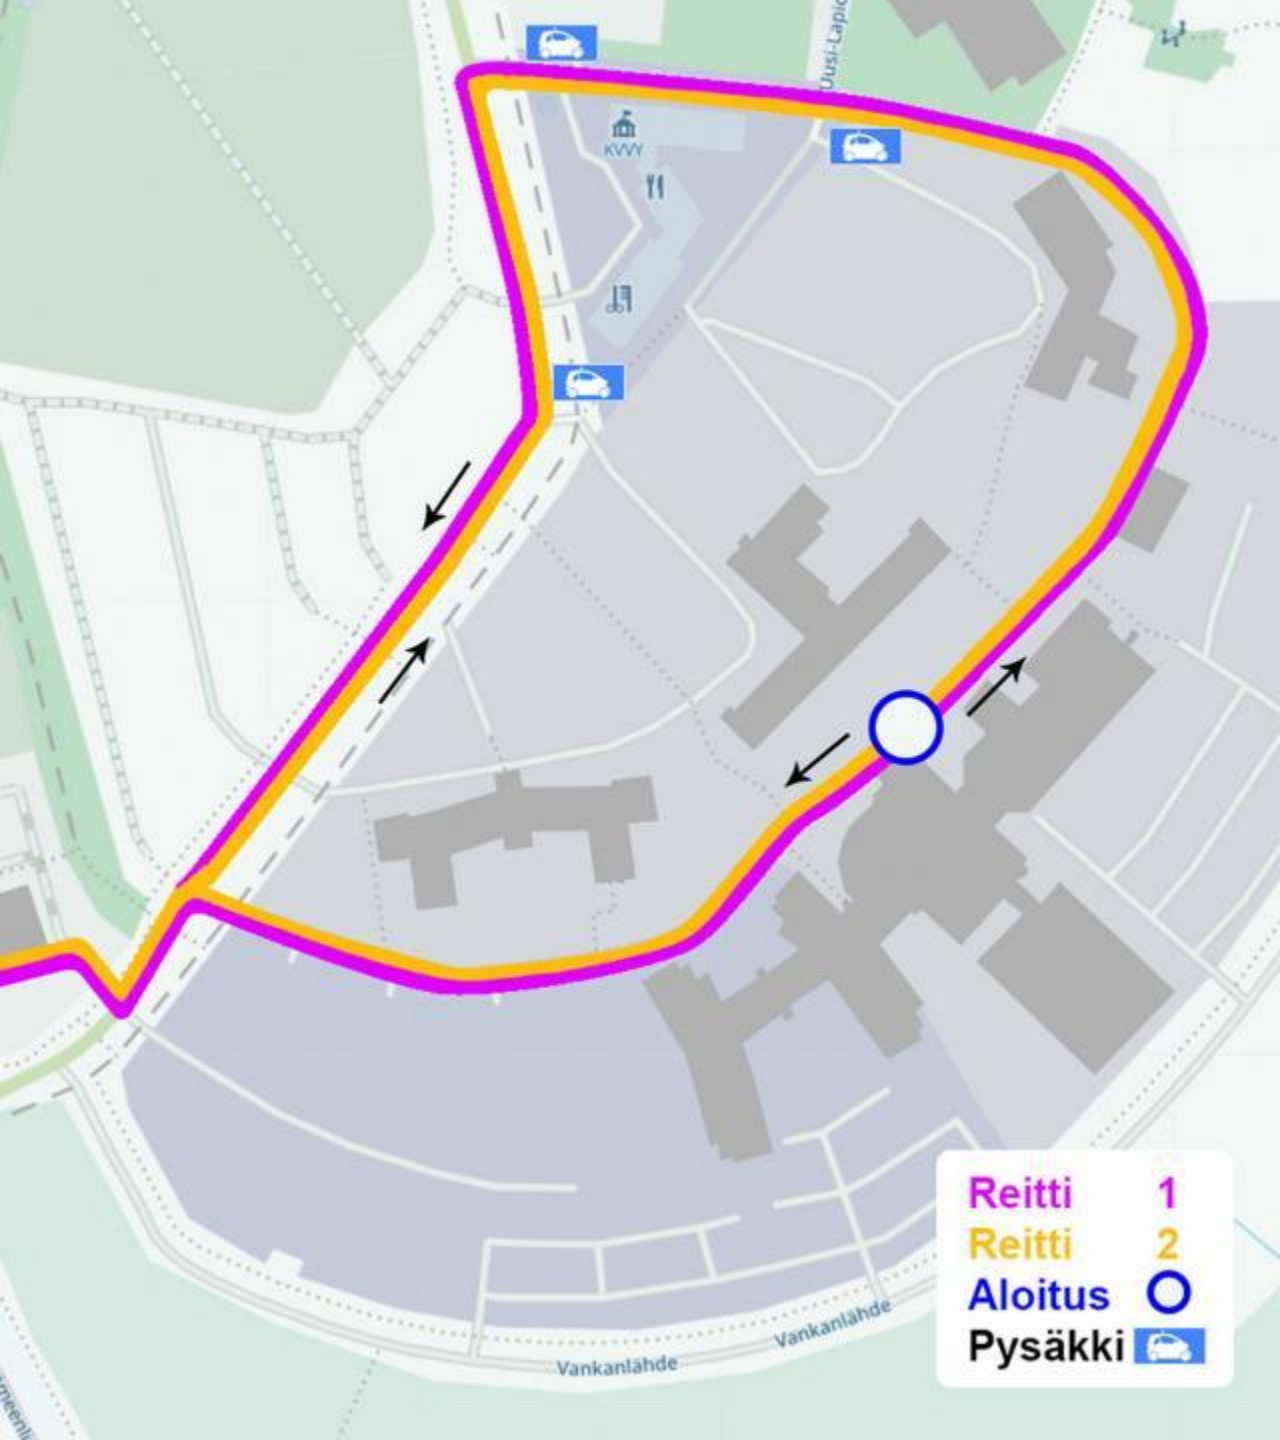 Uusi-Lapio
KVVY
Reitti 1
Reitti 2
Aloitus
Pysäkki
Vankanlähde
Vankanlähde